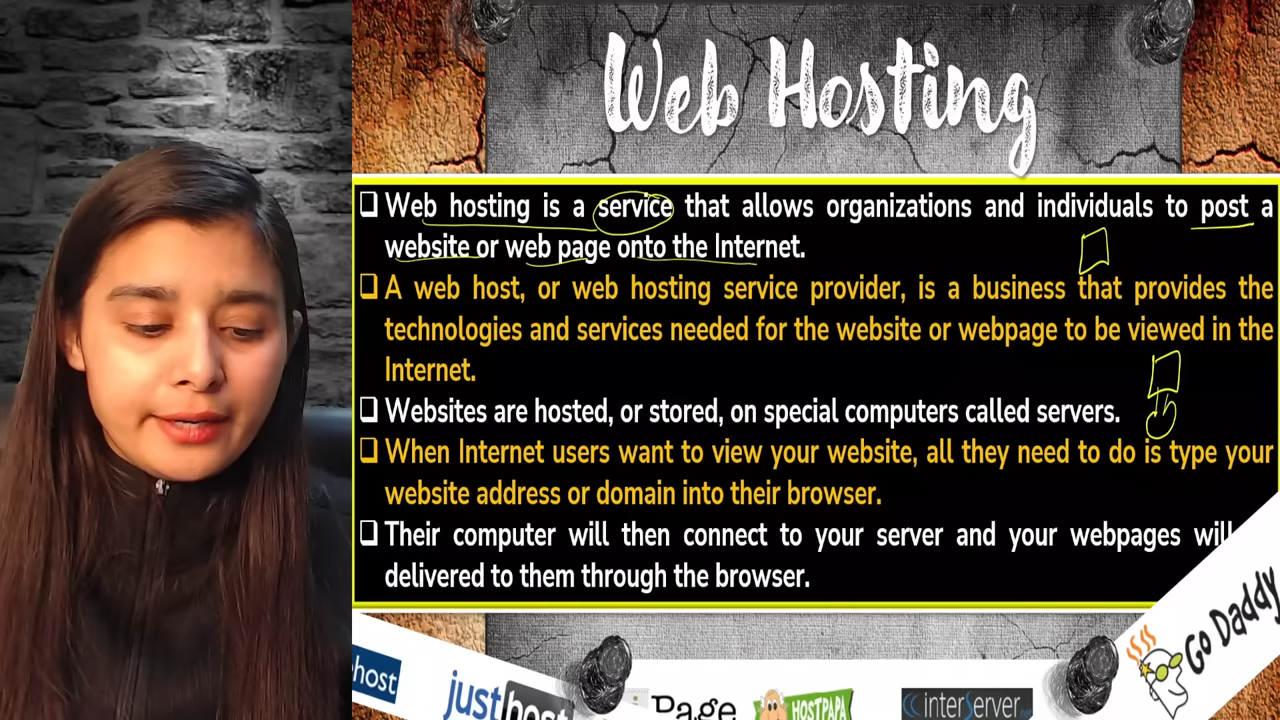 Web Hosting
❑ Web hosting is a service that allows organizations and individuals to post a
website or web page onto the Internet.
❑ A web host, or web hosting service provider, is a business that provides the
technologies and services needed for the website or webpage to be viewed in the
Internet.
❑ Websites are hosted, or stored, on special computers called servers.
❑ When Internet users want to view your website, all they need to do is type your
website address or domain into their browser.
❑ Their computer will then connect to your server and your webpages will
delivered to them through the browser.
Go Daddy
host
justhost
Page
HOSTPAPA
interServer